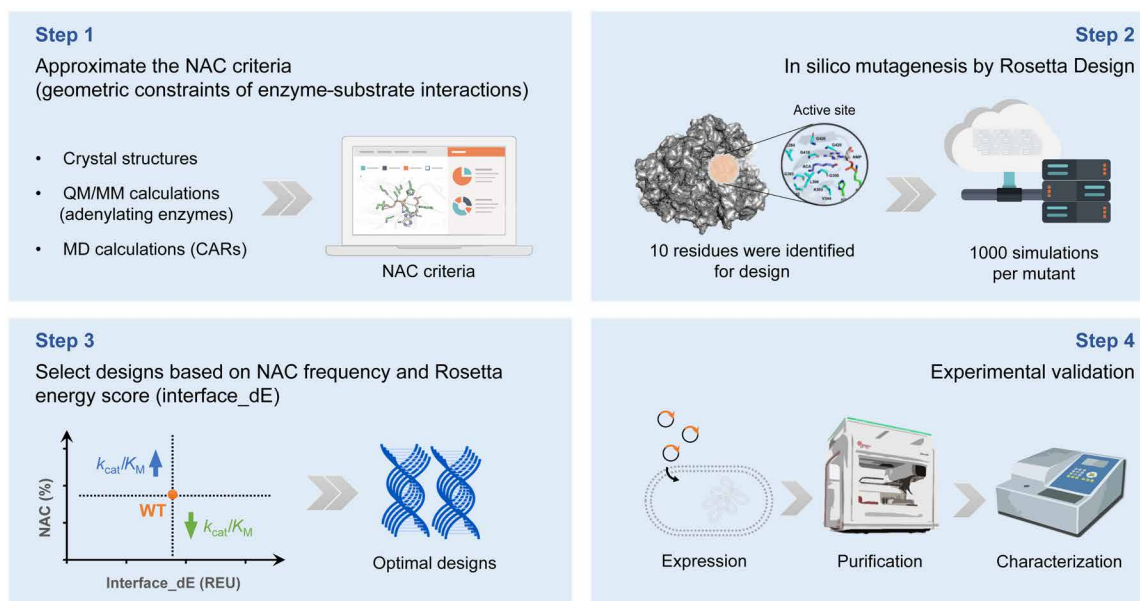 Step 1
Approximate the NAC criteria
(geometric constraints of enzyme-substrate interactions)
• Crystal structures
• QM/MM calculations
(adenylating enzymes)
• MD calculations (CARs)
NAC criteria
Step 2
In silico mutagenesis by Rosetta Design
Active site
AMP
10 residues were identified
for design
1000 simulations
per mutant
Step 3
Select designs based on NAC frequency and Rosetta
energy score (interface_dE)
NAC (%)
kcat/KM
WT
kcat/KM
Interface_dE (REU)
Optimal designs
Step 4
Experimental validation
Expression
Purification
Characterization